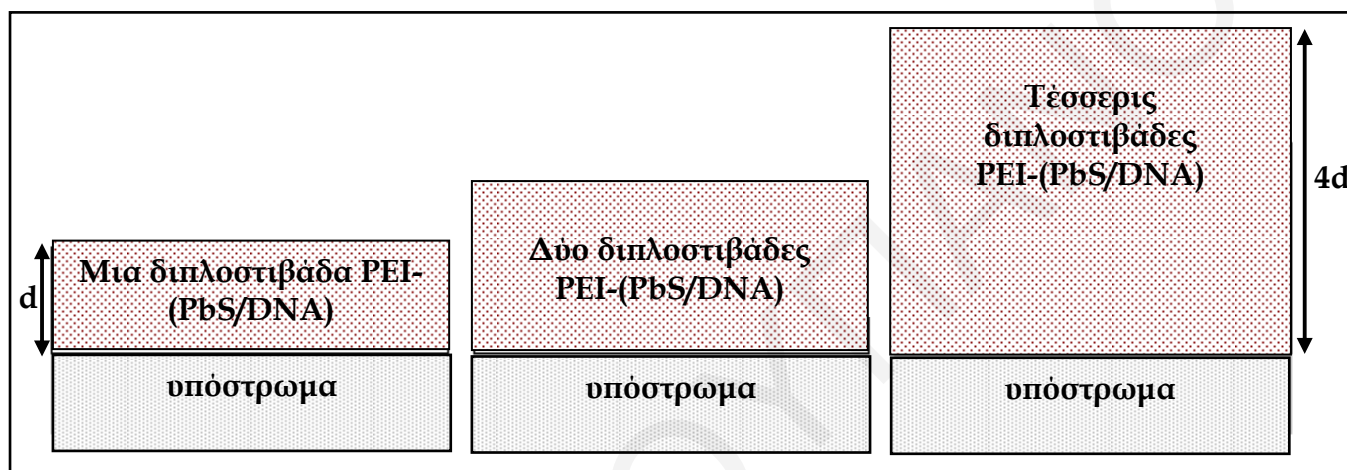 Τέσσερις
διπλοστιβάδες
PEI-(PbS/DNA)
4d
Δύο διπλοστιβάδες
PEI-(PbS/DNA)
d
Μια διπλοστιβάδα PEI-
(PbS/DNA)
υπόστρωμα
υπόστρωμα
υπόστρωμα